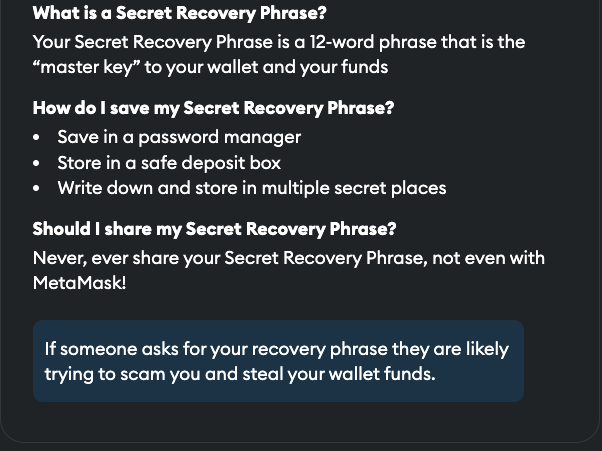 What is a Secret Recovery Phrase?
Your Secret Recovery Phrase is a 12-word phrase that is the
“master key” to your wallet and your funds
How do I save my Secret Recovery Phrase?
• Save in a password manager
• Store in a safe deposit box
• Write down and store in multiple secret places
Should I share my Secret Recovery Phrase?
Never, ever share your Secret Recovery Phrase, not even with
MetaMask!
If someone asks for your recovery phrase they are likely
trying to scam you and steal your wallet funds.